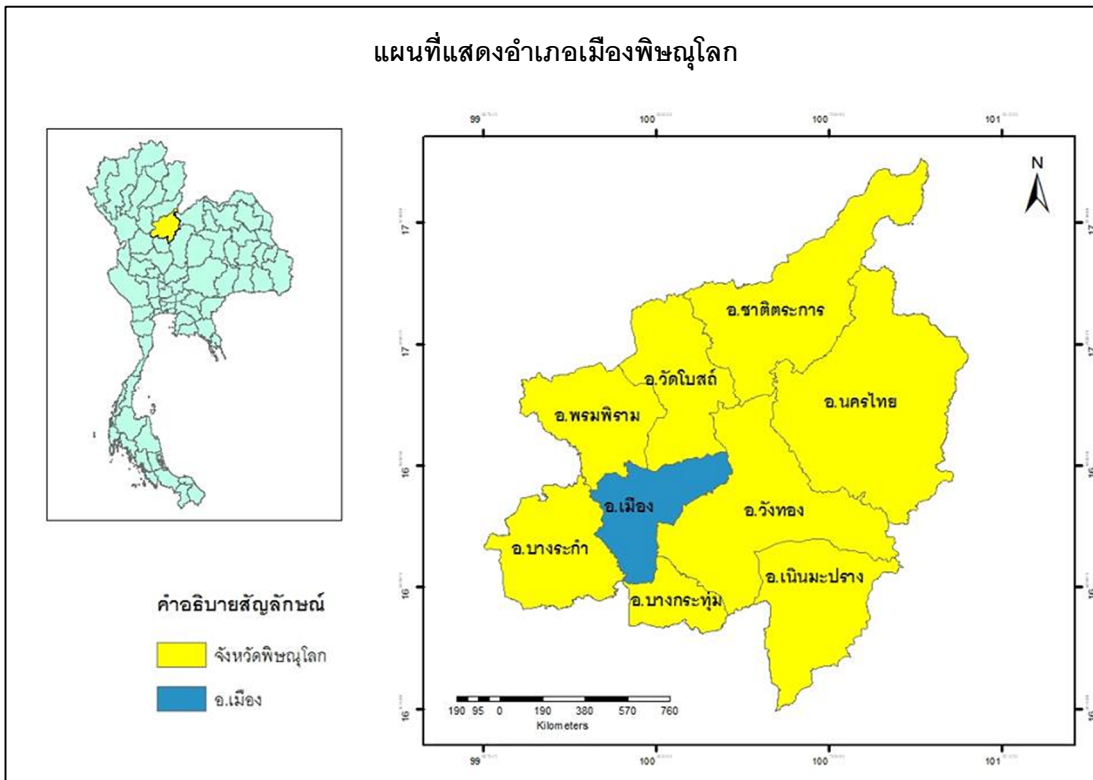 แผนที่แสดงอำเภอเมืองพิษณุโลก
99 100 100 101
N
17
17
16
16
16
17
17
16
16
16
อ.ชาติตระการ
อ.วัดโบสถ์
อ.นครไทย
อ.พรมพิราม
อ.เมือง
อ.วังทอง
อ.บางระกำ
อ.เนินมะปราง
อ.บางกระทุ่ม
คำอธิบายสัญลักษณ์
จังหวัดพิษณุโลก
อ.เมือง
190 95 0 190 380 570 760
Kilometers